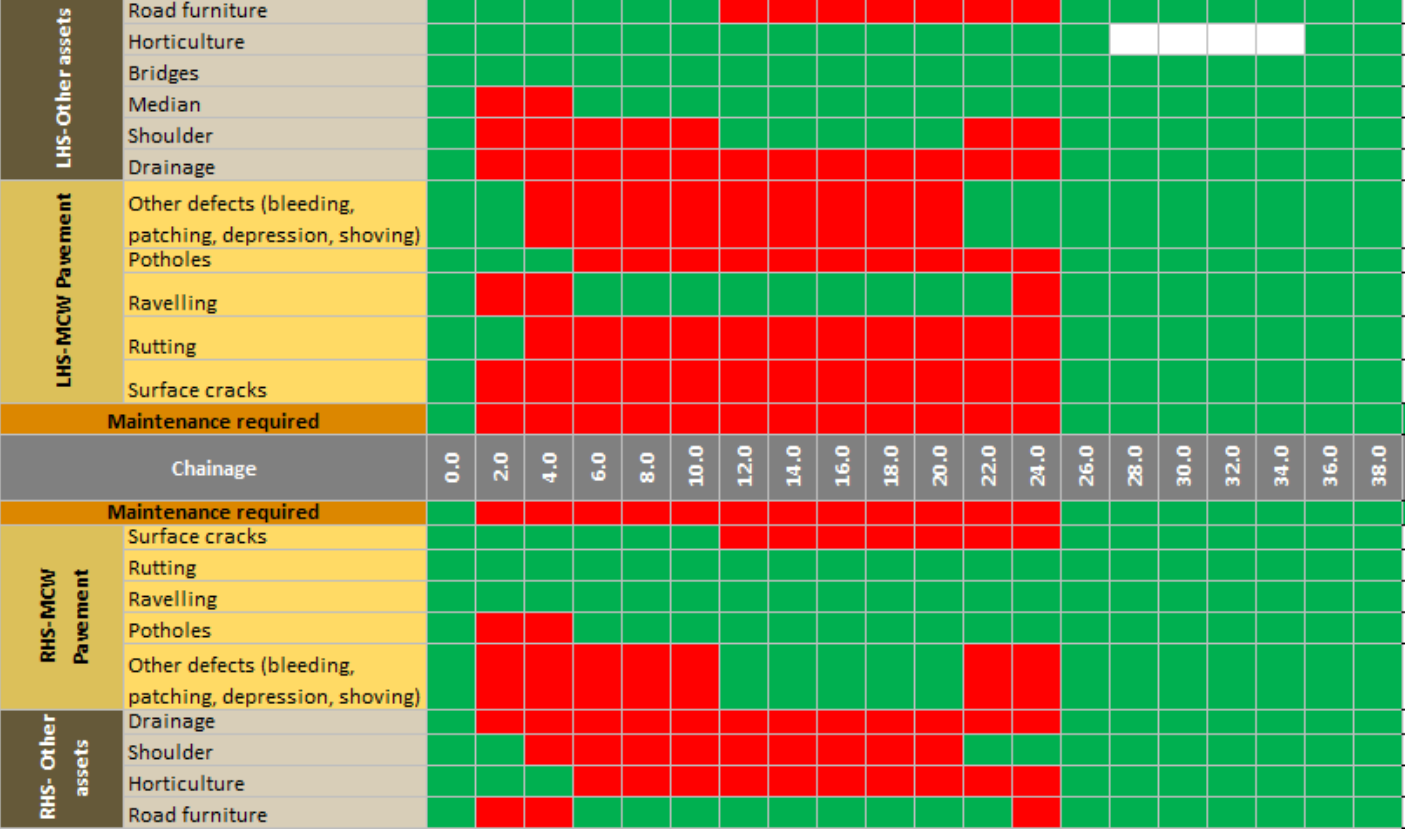 LHS-Other assets
Road furniture
Horticulture
Bridges
Median
Shoulder
Drainage
LHS-MCW Pavement
Other defects (bleeding,
patching, depression, shoving)
Potholes
Ravelling
Rutting
Surface cracks
Maintenance required
Chainage 0.0 2.0 4.0 6.0 8.0 10.0 12.0 14.0 16.0 18.0 20.0 22.0 24.0 26.0 28.0 30.0 32.0 34.0 36.0 38.0
Maintenance required
RHS-MCW
Pavement
Surface cracks
Rutting
Ravelling
Potholes
Other defects (bleeding,
patching, depression, shoving)
RHS- Other
assets
Drainage
Shoulder
Horticulture
Road furniture